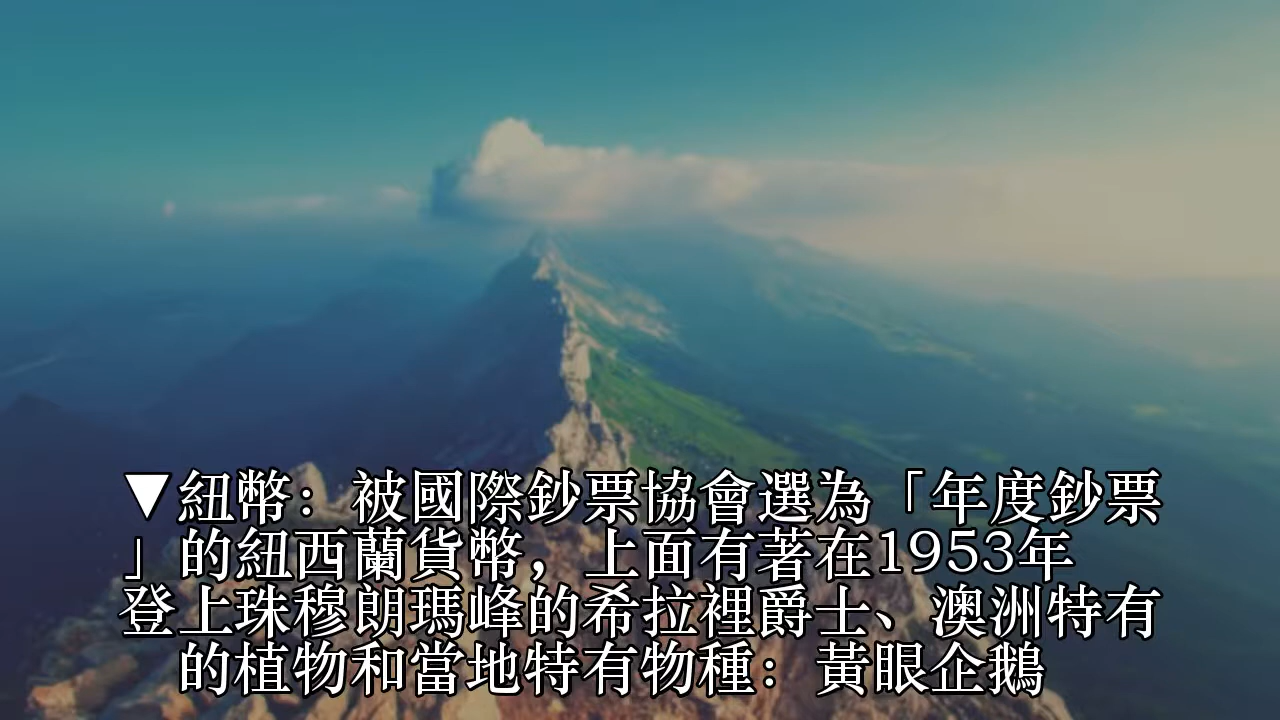 ▼紐幣：被國際鈔票協會選為「年度鈔票
」的紐西蘭貨幣，上面有著在1953年
登上珠穆朗瑪峰的希拉裡爵士、澳洲特有
的植物和當地特有物種：黃眼企鵝